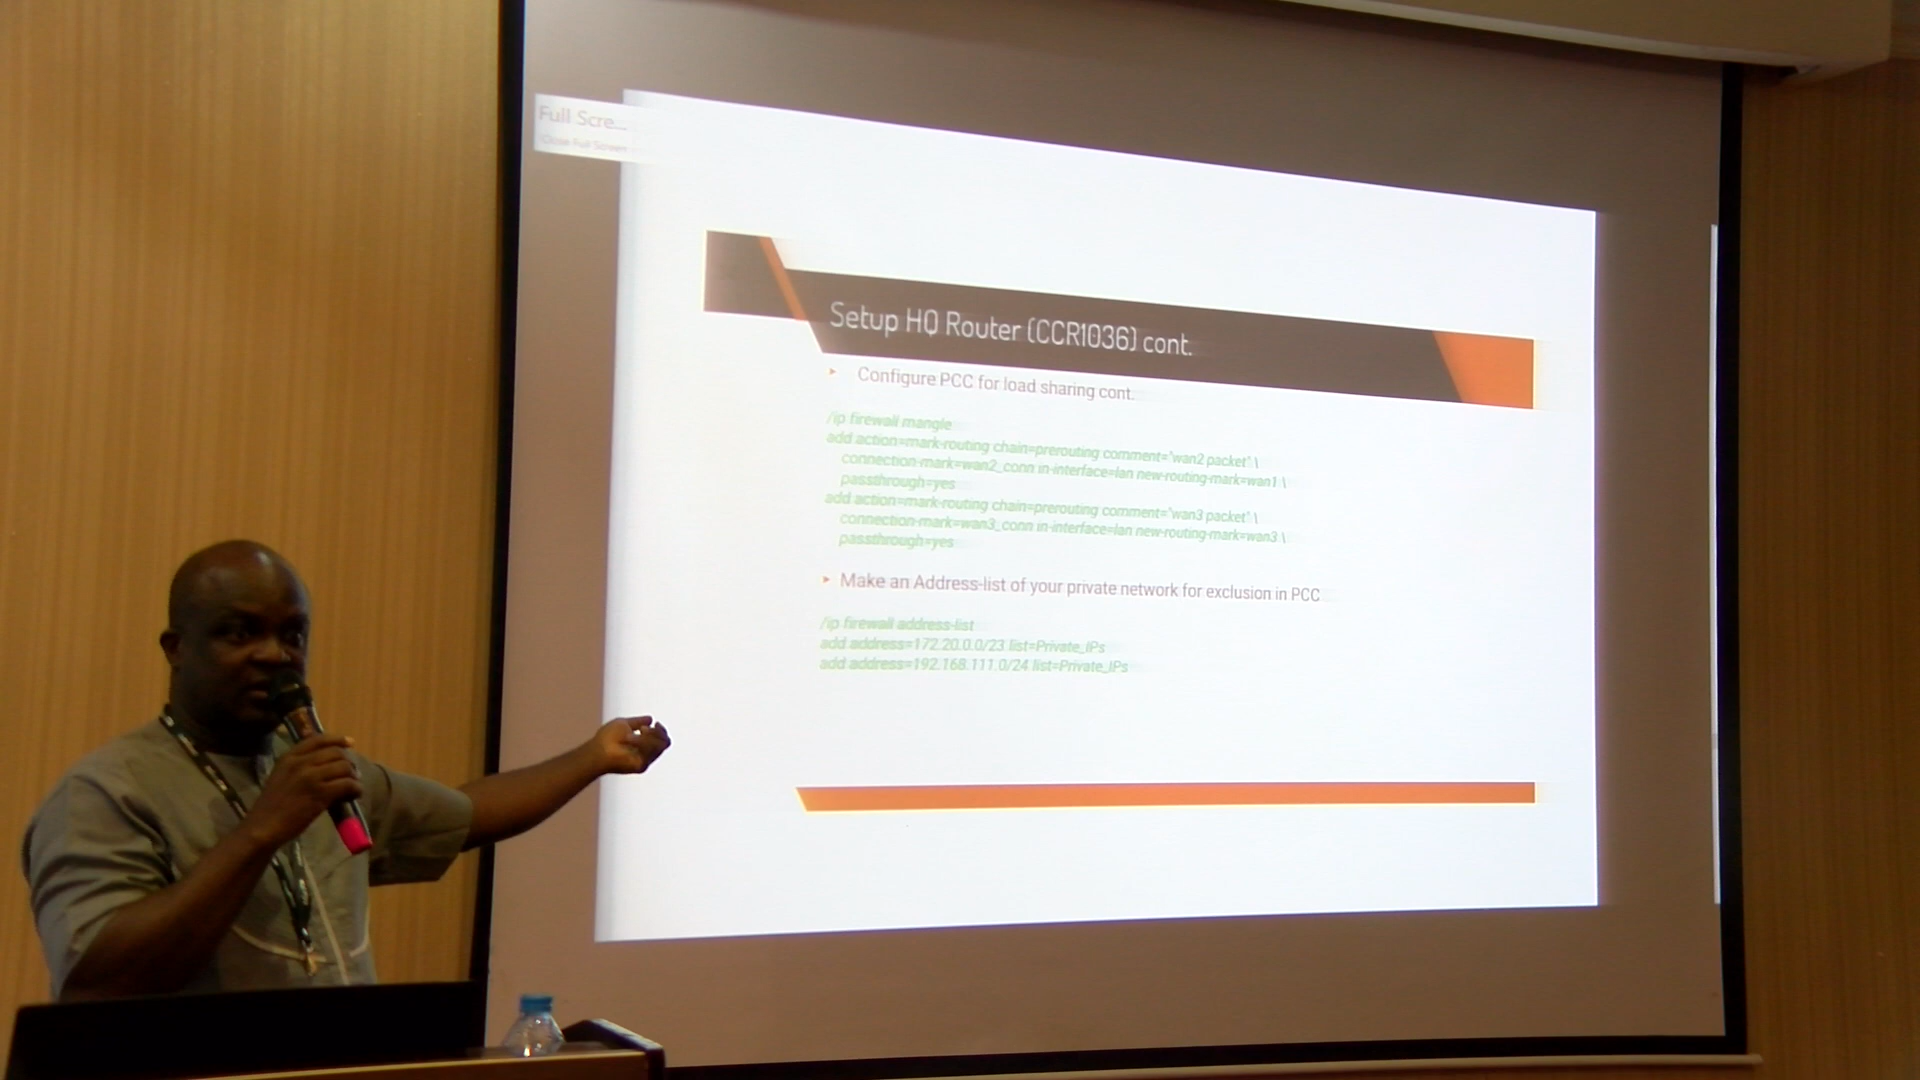 Full Scre...
Close Full Screen
Setup HQ Router (CCR1036) cont.
Configure PCC for load sharing cont.
/ip firewall mangle
add action=mark-routing chain=prerouting comment="wan2 packet" \
connection-mark=wan2_conn in-interface=lan new-routing-mark=wan1 \
passthrough=yes
add action=mark-routing chain=prerouting comment="wan3 packet" \
connection-mark=wan3_conn in-interface=lan new-routing-mark=wan3 \
passthrough=yes
Make an Address-list of your private network for exclusion in PCC
/ip firewall address-list
add address=172.20.0.0/23 list=Private_IPs
add address=192.168.111.0/24 list=Private_IPs